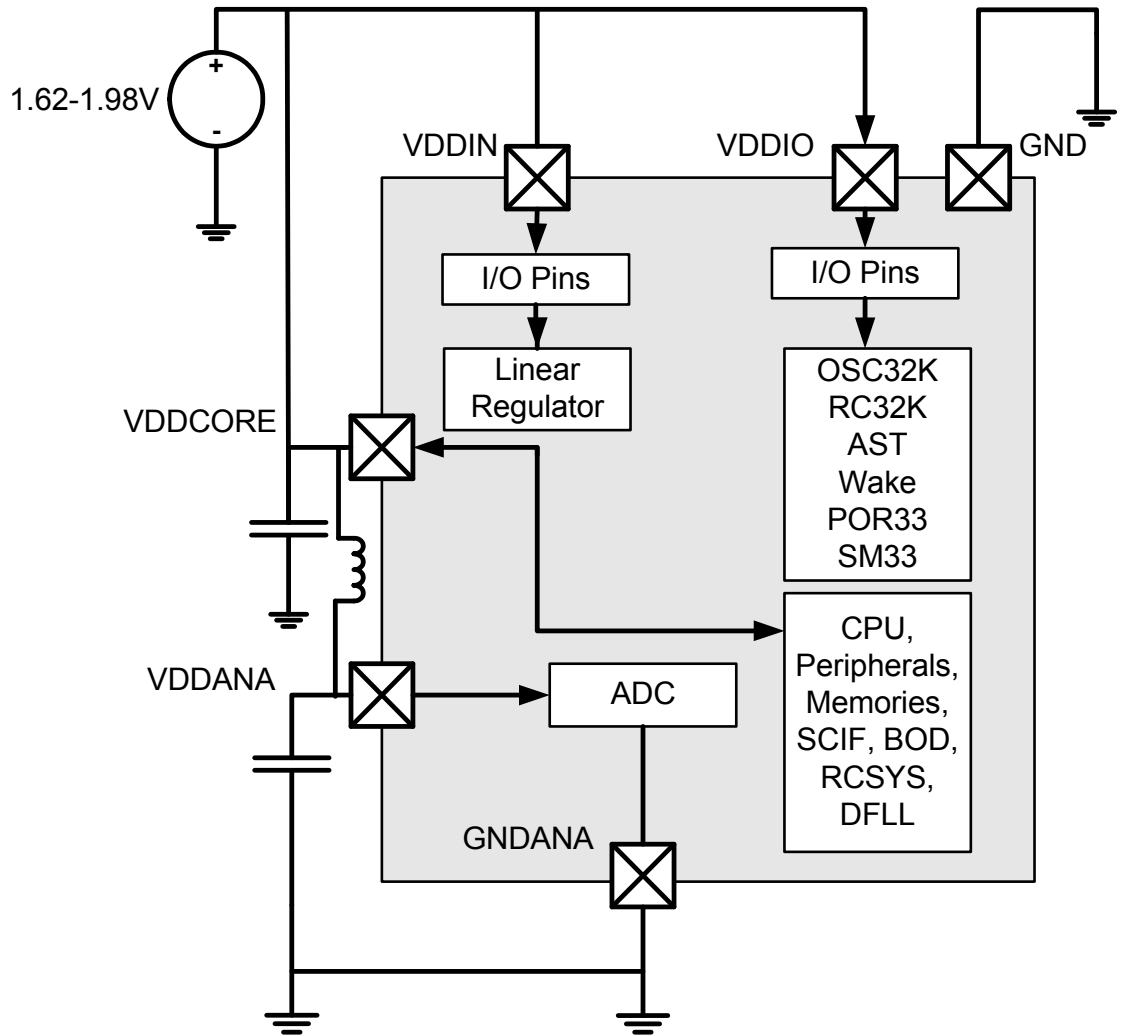 +
1.62-1.98V
-
VDDIN
VDDIO
GND
I/O Pins
I/O Pins
Linear
Regulator
OSC32K
RC32K
AST
Wake
POR33
SM33
VDDCORE
CPU,
Peripherals,
Memories,
SCIF, BOD,
RCSYS,
DFLL
VDDANA
ADC
GNDANA